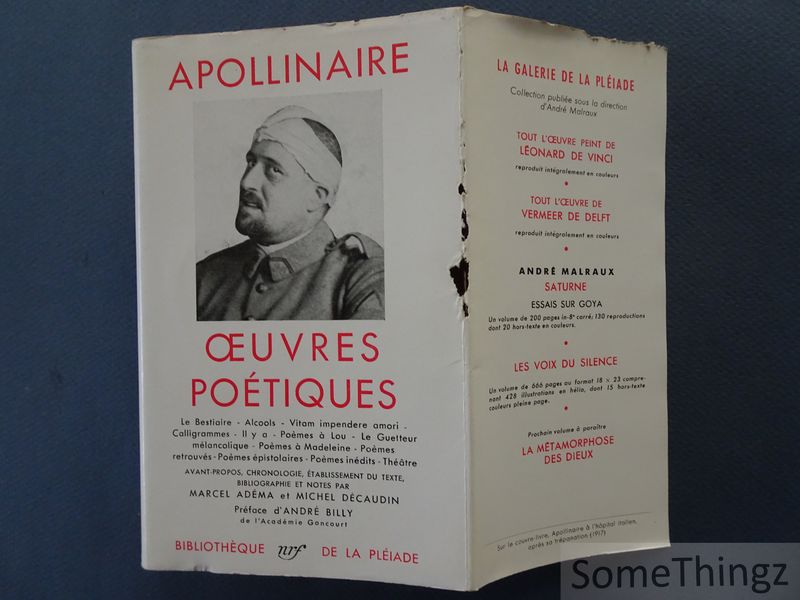 APOLLINAIRE
ŒUVRES
POÉTIQUES
Le Bestiaire - Alcools - Vitam impendere amori -
Calligrammes - Il y a - Poèmes à Lou - Le Guetteur
mélancolique - Poèmes à Madeleine - Poèmes
retrouvés - Poèmes épistolaires - Poèmes inédits - Théâtre
AVANT-PROPOS, CHRONOLOGIE, ÉTABLISSEMENT DU TEXTE,
BIBLIOGRAPHIE ET NOTES PAR
MARCEL ADÉMA et MICHEL DÉCAUDIN
Préface d'ANDRÉ BILLY
de l'Académie Goncourt
BIBLIOTHÈQUE nrf DE LA PLÉIADE
LA GALERIE DE LA PLÉIADE
Collection publiée sous la direction
d'André Malraux
TOUT L'ŒUVRE PEINT DE
LÉONARD DE VINCI
reproduit intégralement en couleurs
TOUT L'ŒUVRE DE
VERMEER DE DELFT
reproduit intégralement en couleurs
ANDRÉ MALRAUX
SATURNE
ESSAIS SUR GOYA
Un volume de 200 pages in-8° carré; 130 reproductions
dont 20 hors-texte en couleurs.
LES VOIX DU SILENCE
Un volume de 666 pages au format 18 × 23 compre-
nant 428 illustrations en hélio, dont 15 hors-texte
couleurs pleine page.
Prochain volume à paraître
LA MÉTAMORPHOSE
DES DIEUX
Sur le couvre-livre, Apollinaire à l'hôpital italien,
après sa trépanation (1917)
SomeThingz